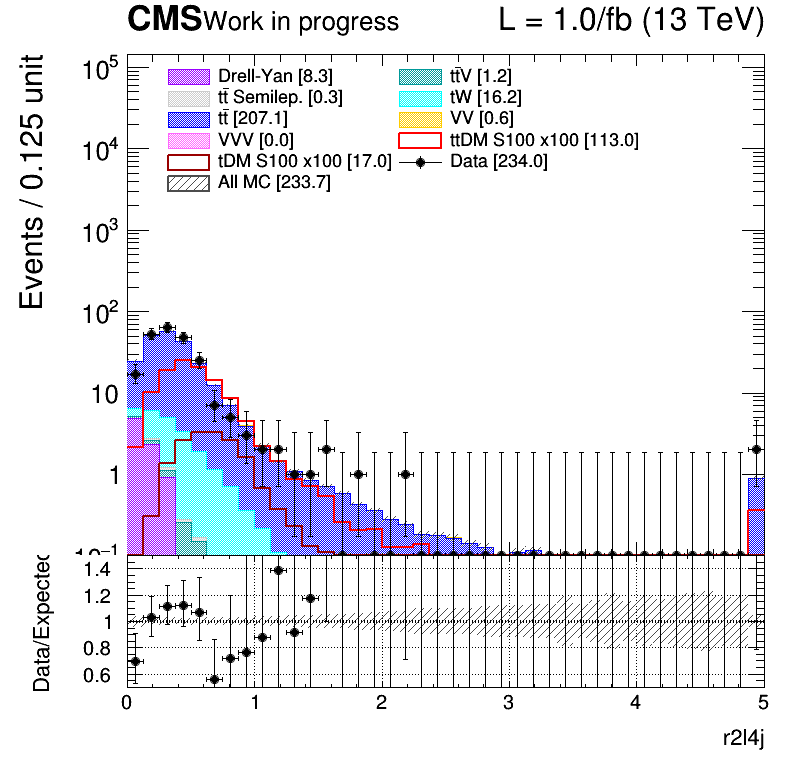 CMS Work in progress L = 1.0/fb (13 TeV)
Events / 0.125 unit
Drell-Yan [8.3] tt̄V [1.2]
tt̄ Semilep. [0.3] tW [16.2]
tt̄ [207.1] VV [0.6]
VVV [0.0] ttDM S100 x100 [113.0]
tDM S100 x100 [17.0] Data [234.0]
All MC [233.7]
10⁵
10⁴
10³
10²
10
1
10⁻¹
Data/Expected
1.4
1.2
1
0.8
0.6
0 1 2 3 4 5
r2l4j